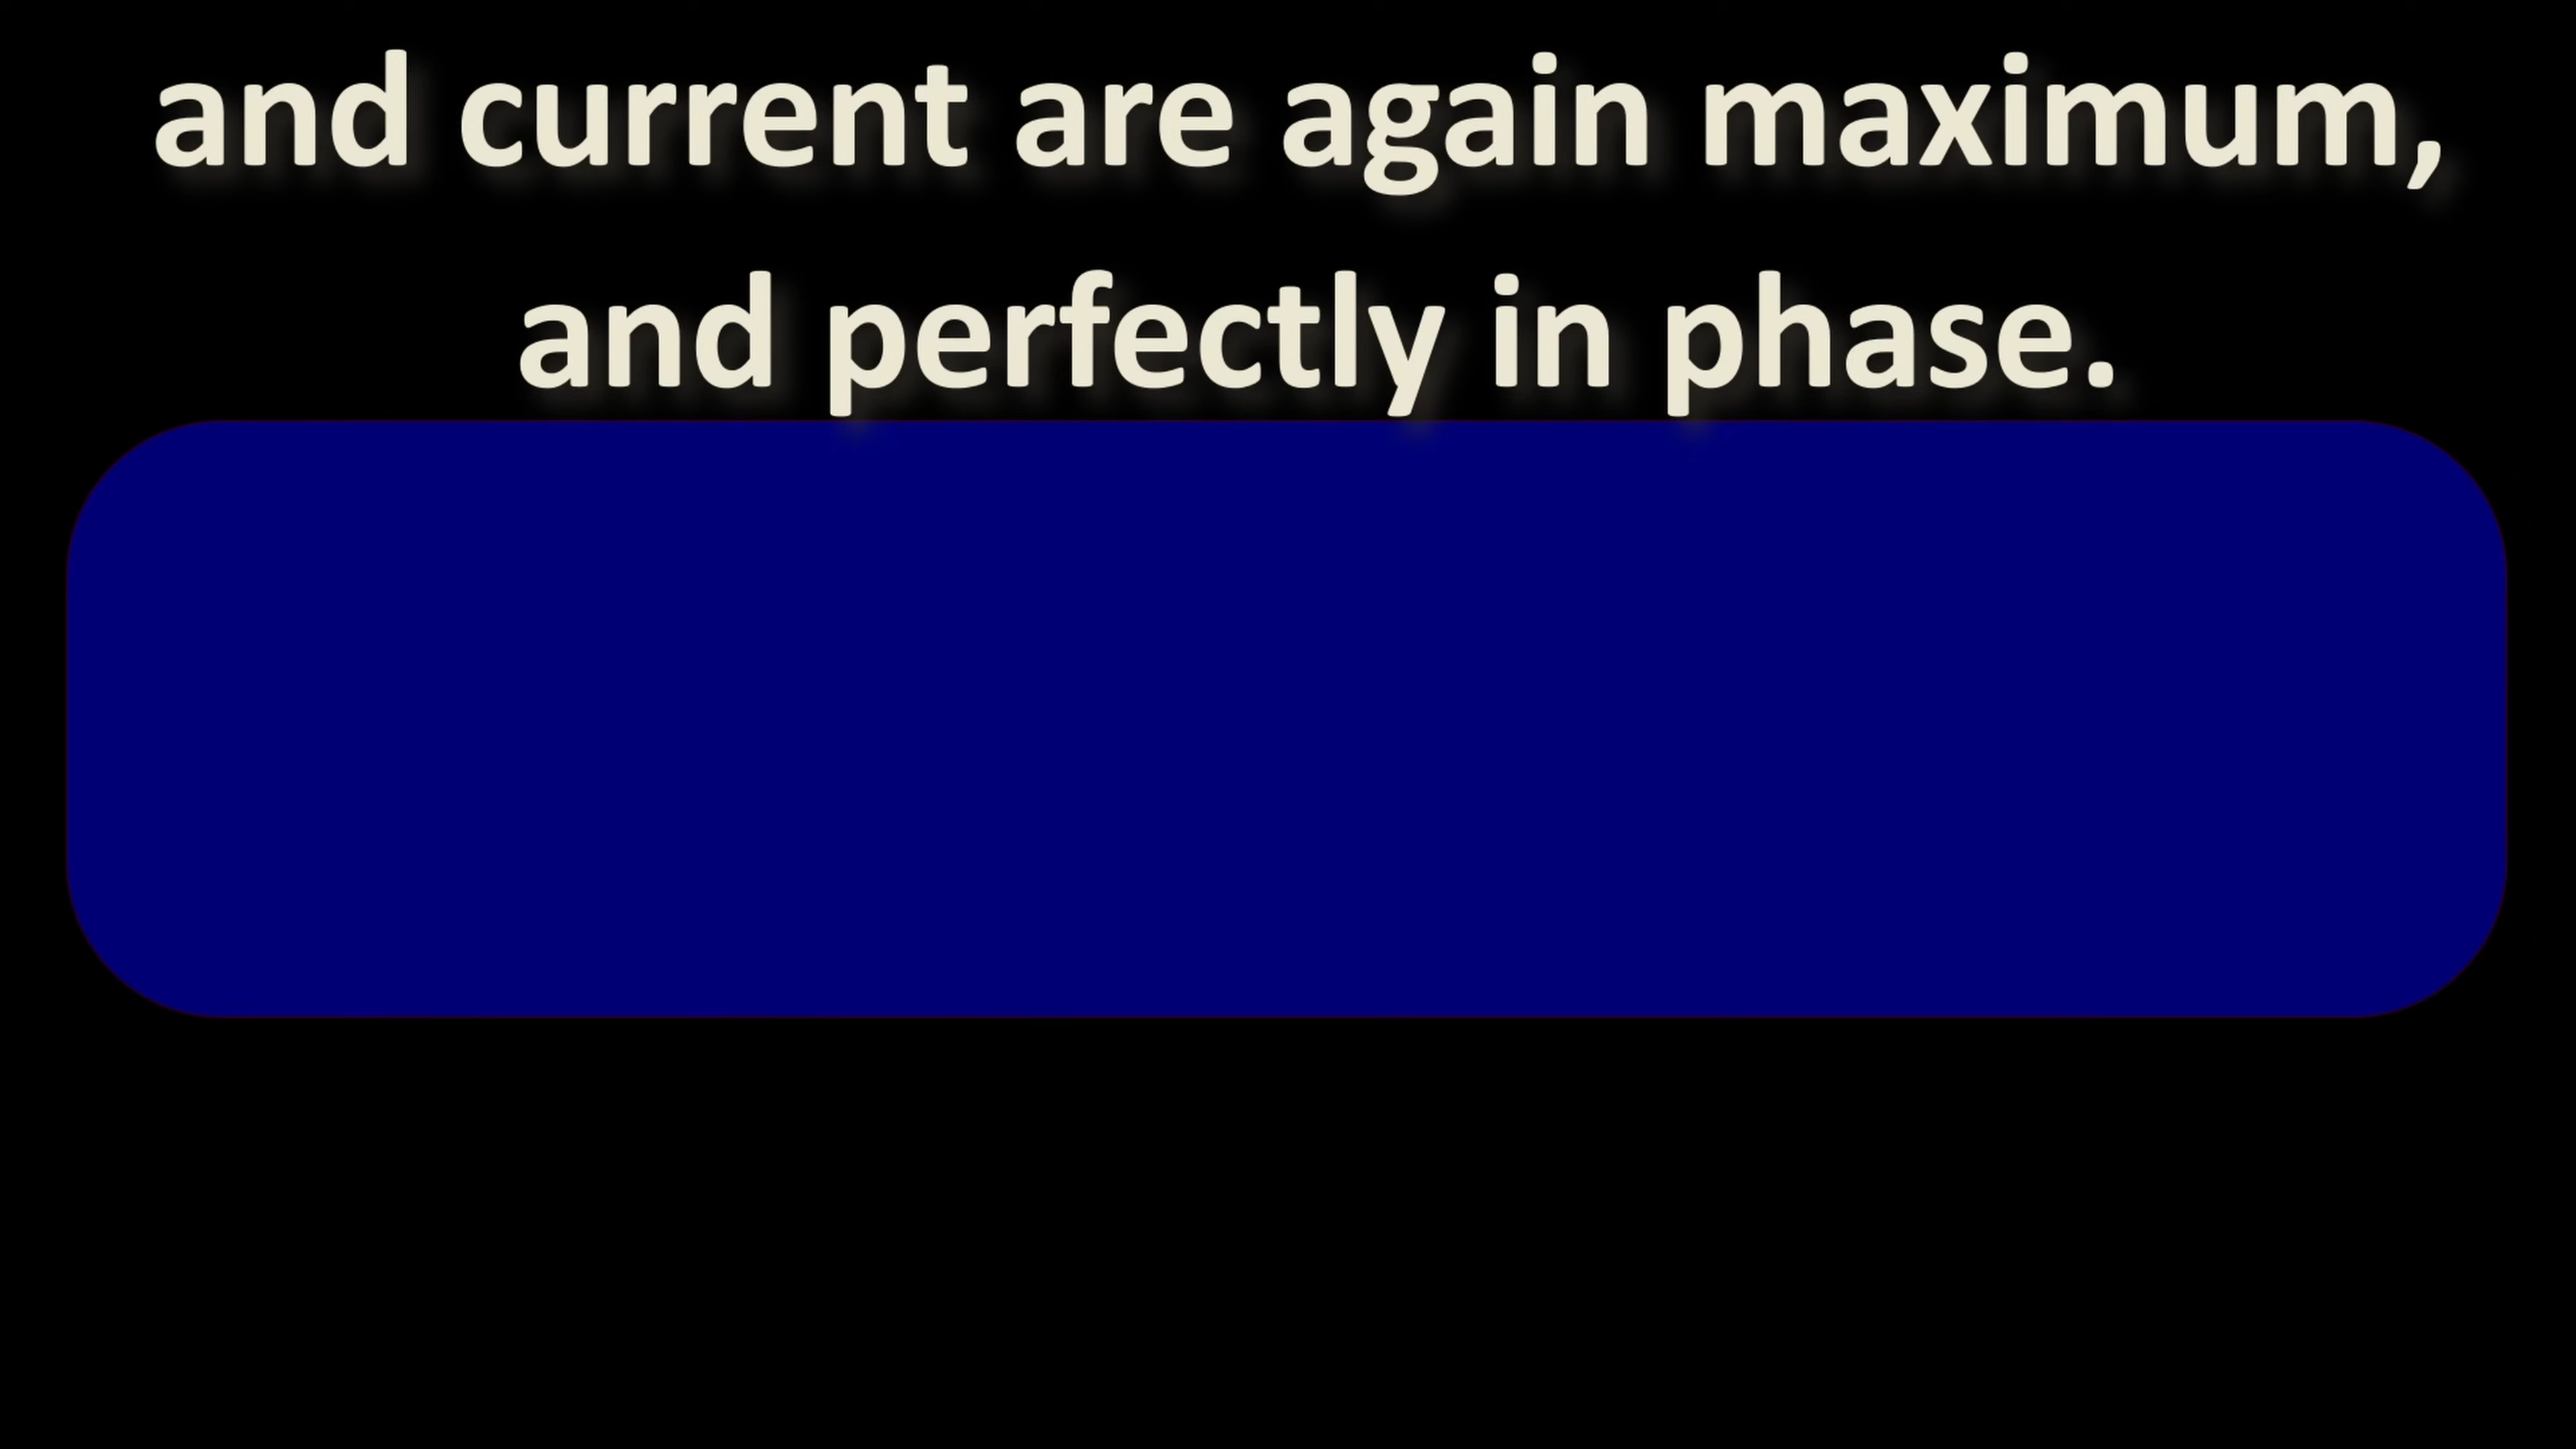 and current are again maximum,
and perfectly in phase.